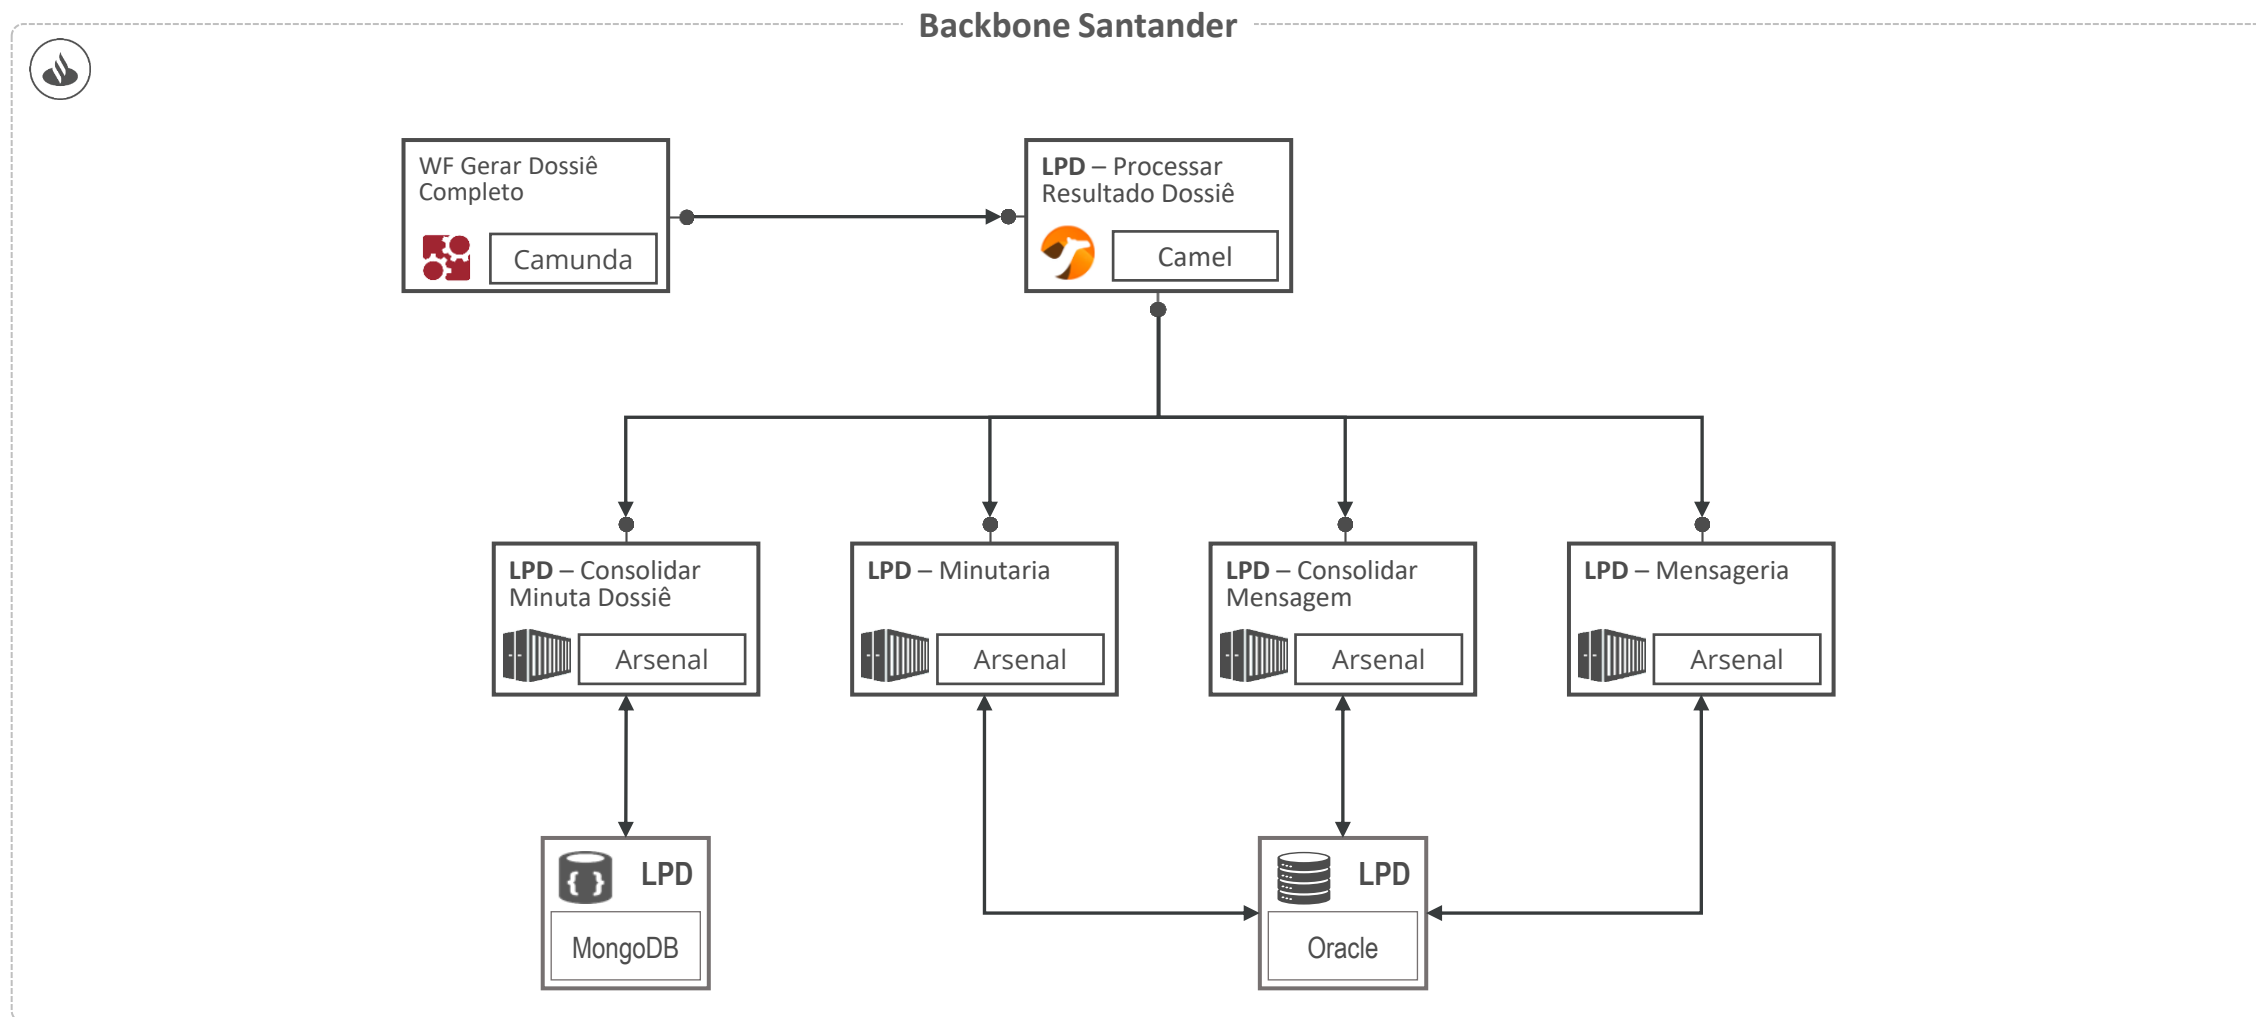 Backbone Santander
WF Gerar Dossiê
Completo
Camunda
LPD – Processar
Resultado Dossiê
Camel
LPD – Consolidar
Minuta Dossiê
Arsenal
LPD – Minutaria
Arsenal
LPD – Consolidar
Mensagem
Arsenal
LPD – Mensageria
Arsenal
LPD
MongoDB
LPD
Oracle